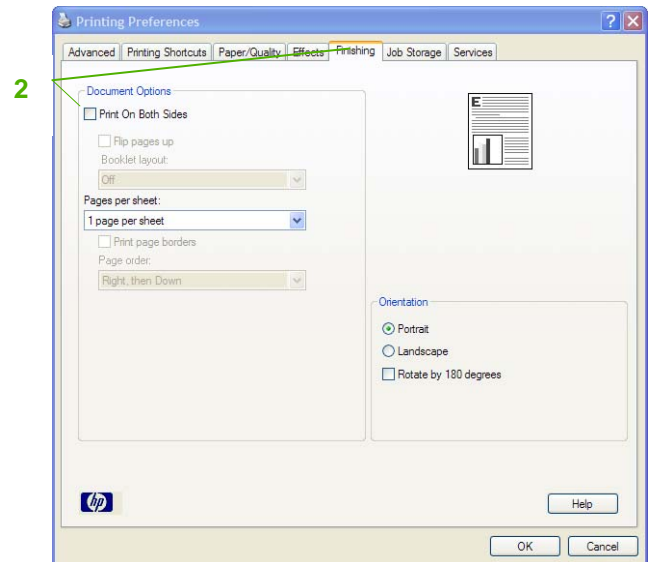 Printing Preferences
Advanced Printing Shortcuts Paper/Quality Effects Finishing Job Storage Services
2
Document Options
Print On Both Sides
Flip pages up
Booklet layout:
Off
Pages per sheet:
1 page per sheet
Print page borders
Page order:
Right, then Down
E
Orientation
Portrait
Landscape
Rotate by 180 degrees
hp
Help
OK Cancel